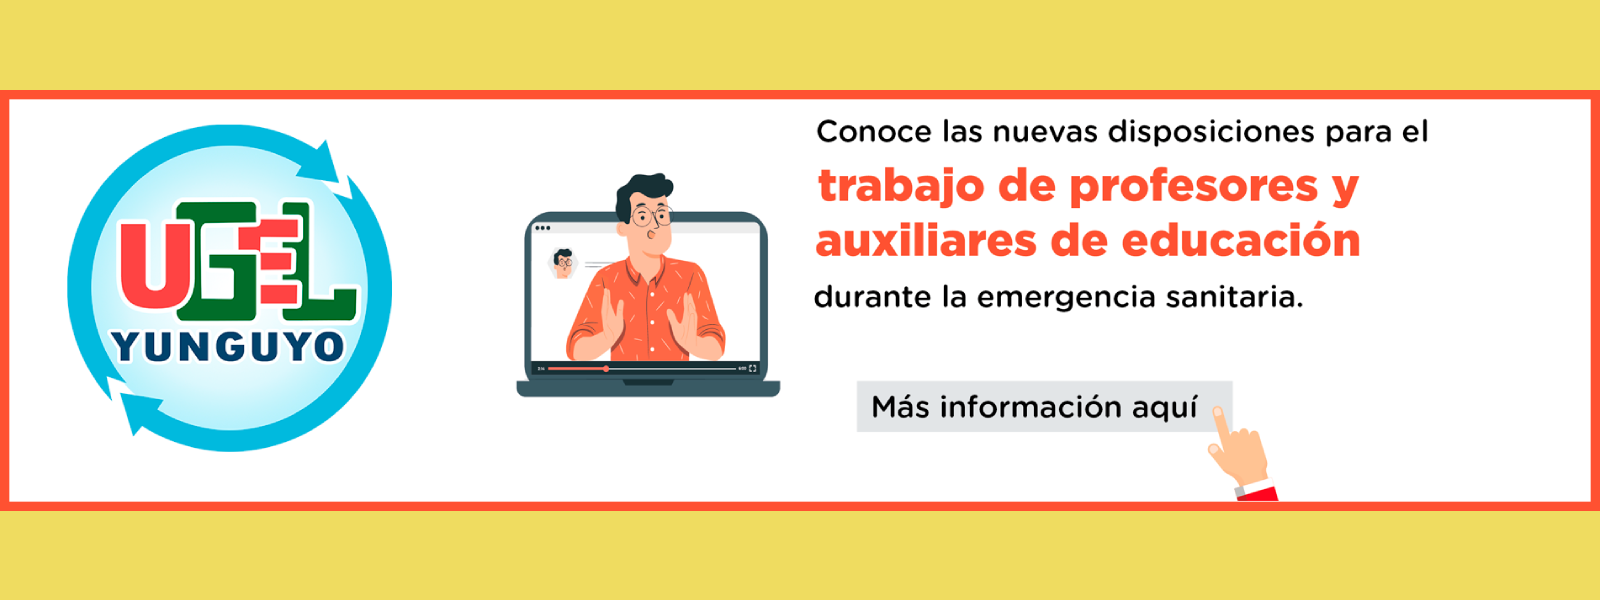 UGEL
YUNGUYO
Conoce las nuevas disposiciones para el
trabajo de profesores y
auxiliares de educación
durante la emergencia sanitaria.
Más información aquí